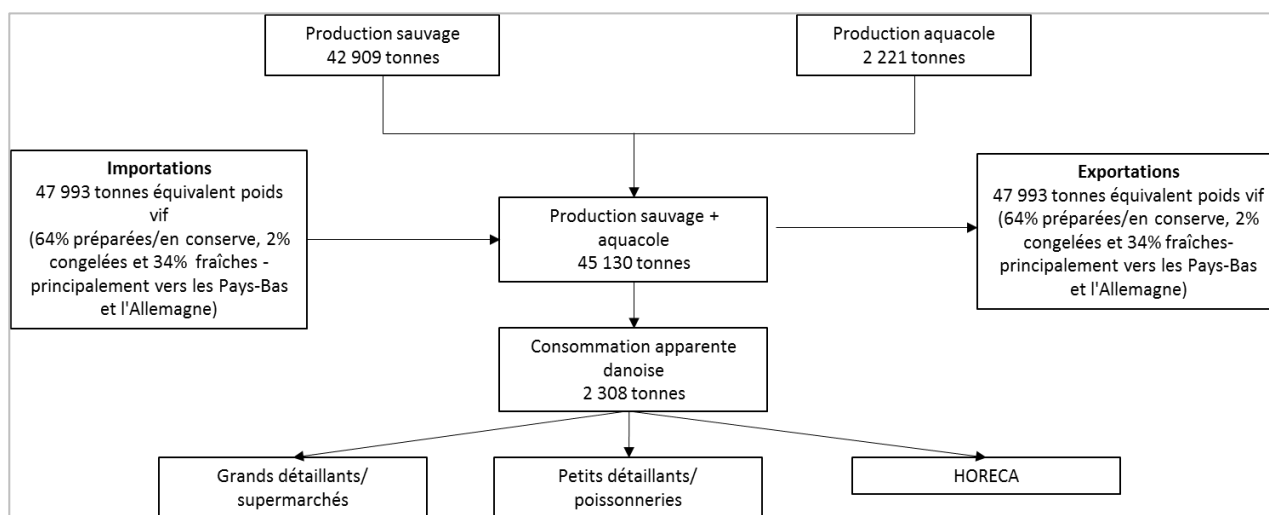 Production sauvage
42 909 tonnes
Production aquacole
2 221 tonnes
Importations
47 993 tonnes équivalent poids
vif
(64% préparées/en conserve, 2%
congelées et 34% fraîches -
principalement vers les Pays-Bas
et l'Allemagne)
Production sauvage +
aquacole
45 130 tonnes
Exportations
47 993 tonnes équivalent poids vif
(64% préparées/en conserve, 2%
congelées et 34% fraîches-
principalement vers les Pays-Bas
et l'Allemagne)
Consommation apparente
danoise
2 308 tonnes
Grands détaillants/
supermarchés
Petits détaillants/
poissonneries
HORECA